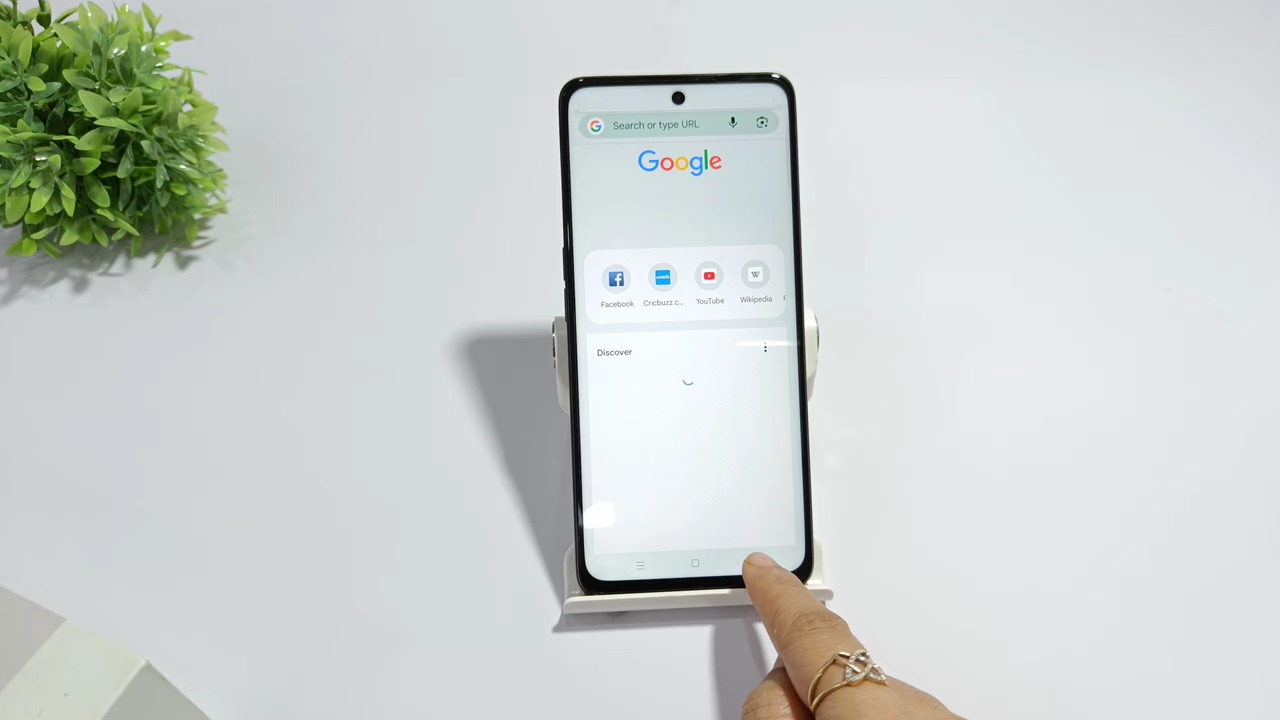 Search or type URL
Google
Facebook
Cricbuzz.c...
YouTube
Wikipedia
Discover